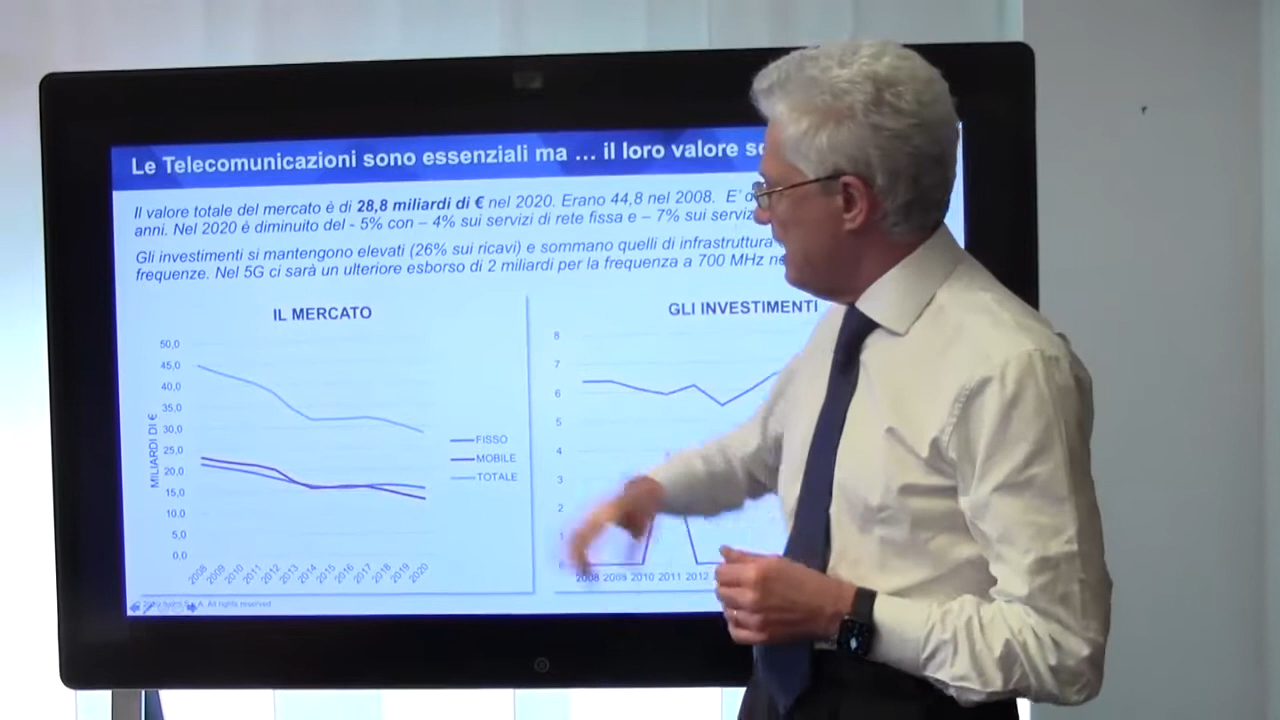 Le Telecomunicazioni sono essenziali ma … il loro valore
Il valore totale del mercato è di 28,8 miliardi di € nel 2020. Erano 44,8 nel 2008. E'
anni. Nel 2020 è diminuito del - 5% con – 4% sui servizi di rete fissa e – 7% sui
Gli investimenti si mantengono elevati (26% sui ricavi) e sommano quelli di infrastruttura
frequenze. Nel 5G ci sarà un ulteriore esborso di 2 miliardi per la frequenza a 700 MHz
IL MERCATO
MILIARDI DI €
50,0
45,0
40,0
35,0
30,0
25,0
20,0
15,0
10,0
5,0
0,0
2008 2009 2010 2011 2012 2013 2014 2015 2016 2017 2018 2019 2020
FISSO
MOBILE
TOTALE
GLI INVESTIMENTI
8
7
6
5
4
3
2
2008 2009 2010 2011 2012
A. All rights reserved